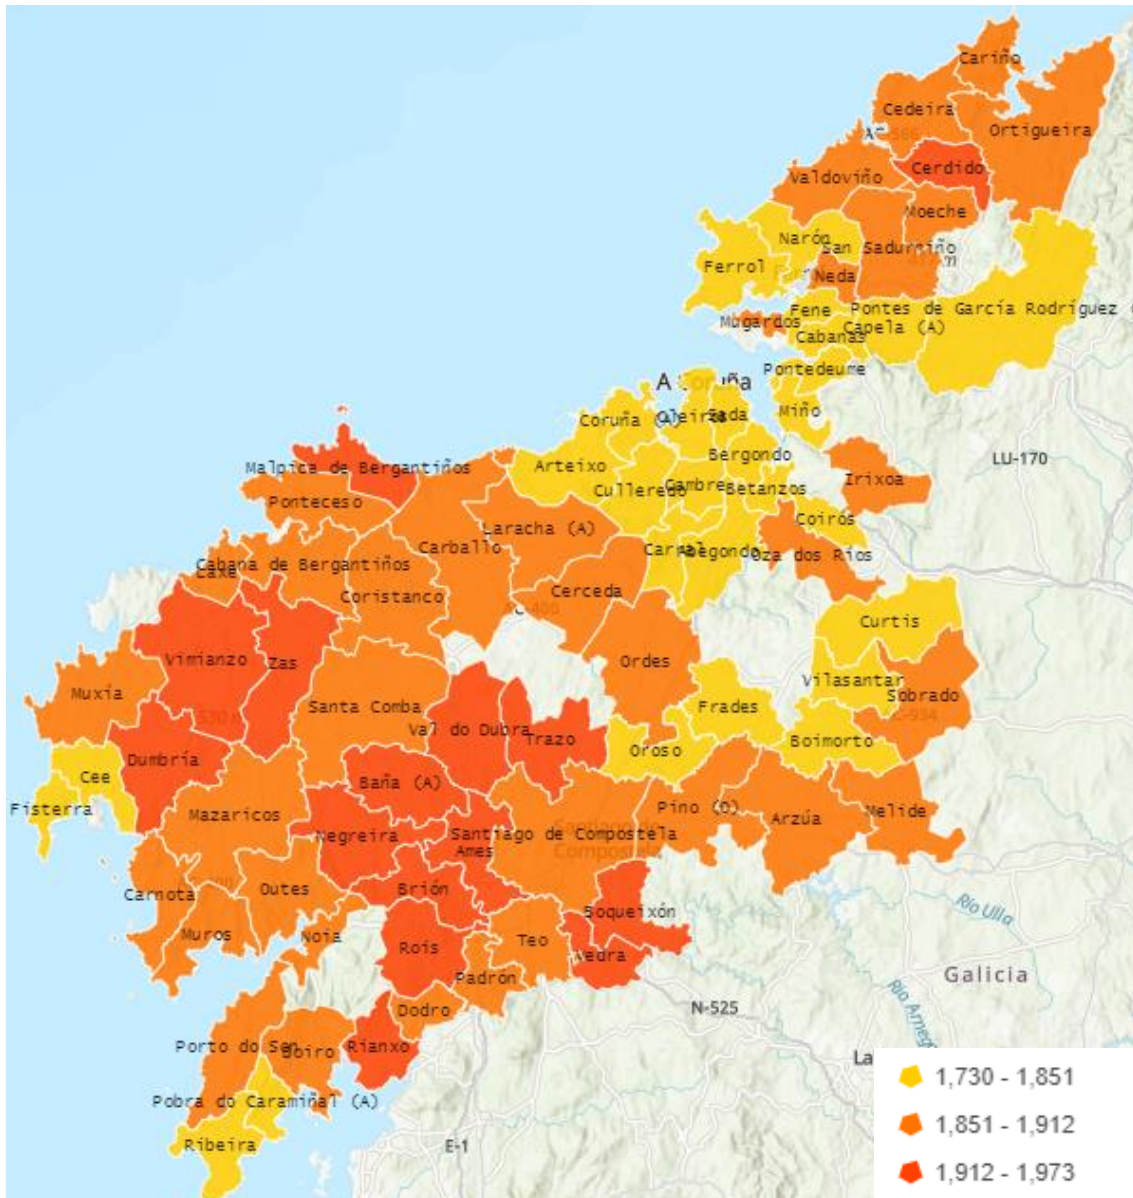 Cariño
Cedeira
Ortigueira
Cerdido
Valdoviño
Moeche
Narón
San Sadurniño
Ferrol
Neda
Fene
Pontes de García Rodríguez
Mugardos
Capela (A)
Cabanas
Pontedeume
A Coruña
Miño
Coruña (A)
Oleiros
Sada
Bergondo
Malpica de Bergantiños
Arteixo
LU-170
Culleredo
Cambre
Betanzos
Irixoa
Ponteceso
Laracha (A)
Coirós
Carballo
Carral
Abegondo
Oza dos Ríos
Cabana de Bergantiños
Laxe
Coristanco
Cerceda
Curtis
Vimianzo
Zas
Ordes
Vilasantar
Muxía
Sobrado
Santa Comba
Frades
Val do Dubra
Trazo
Oroso
Boimorto
Dumbría
Cee
Baña (A)
Fisterra
Mazaricos
Pino (O)
Melide
Arzúa
Negreira
Santiago de Compostela
Ames
Santiago de
Compostela
Carnota
Outes
Brión
Río Ulla
Boqueixón
Muros
Noia
Teo
Rois
Vedra
Padrón
Galicia
Dodro
N-525
Porto do Son
Boiro
Rianxo
Pobra do Caramiñal (A)
Ribeira
E-1
1,730 - 1,851
1,851 - 1,912
1,912 - 1,973